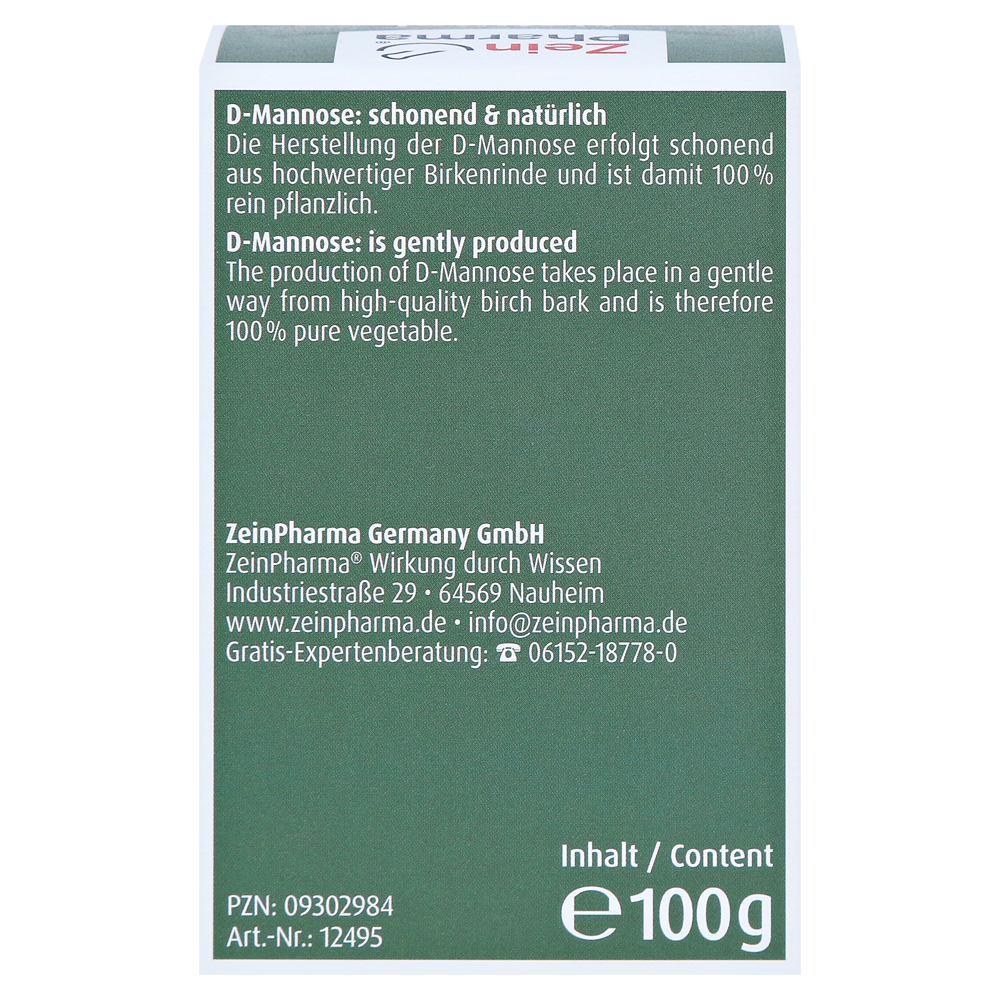 Zein
Pharma
D-Mannose: schonend & natürlich
Die Herstellung der D-Mannose erfolgt schonend
aus hochwertiger Birkenrinde und ist damit 100 %
rein pflanzlich.
D-Mannose: is gently produced
The production of D-Mannose takes place in a gentle
way from high-quality birch bark and is therefore
100 % pure vegetable.
ZeinPharma Germany GmbH
ZeinPharma® Wirkung durch Wissen
Industriestraße 29 • 64569 Nauheim
www.zeinpharma.de • info@zeinpharma.de
Gratis-Expertenberatung: ☎ 06152-18778-0
Inhalt / Content
℮100g
PZN: 09302984
Art.-Nr.: 12495